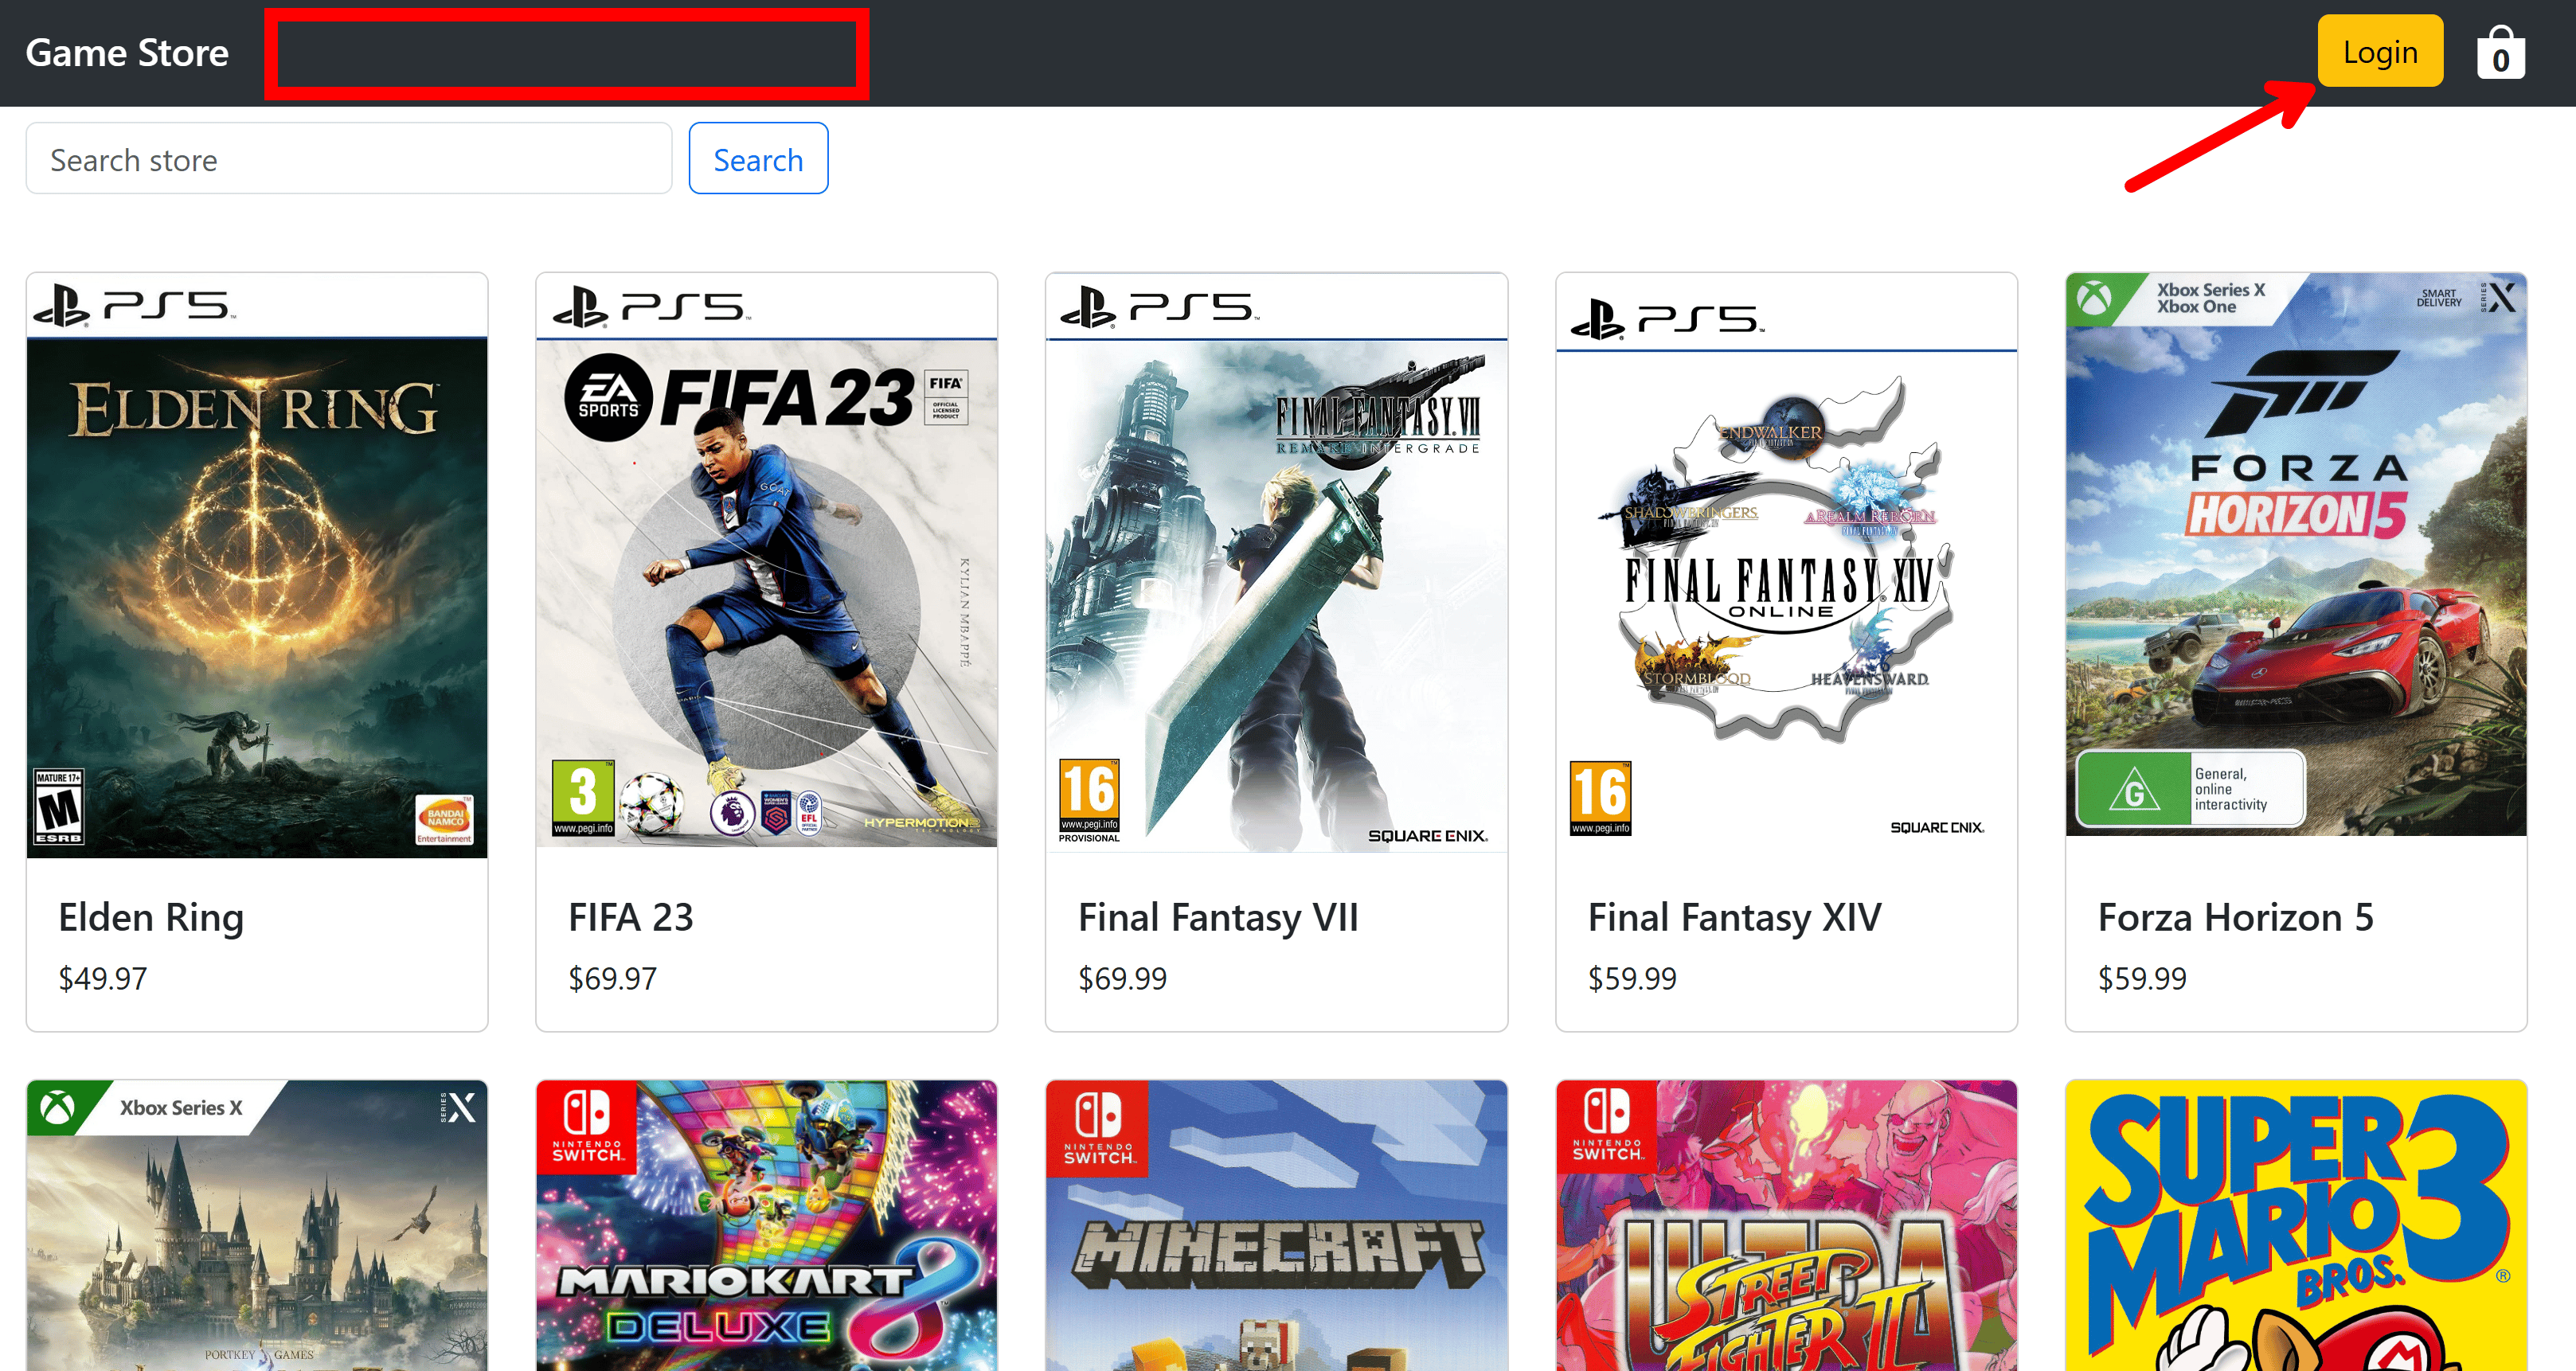 Game Store
Login
0
Search store
Search
PS5
ELDEN RING
MATURE 17+
M
ESRB
BANDAI
NAMCO
Entertainment
Elden Ring
$49.97
PS5
EA
SPORTS
FIFA 23
FIFA
OFFICIAL
LICENSED
PRODUCT
GOAT
KYLIAN MBAPPÉ
3
www.pegi.info
EFL
HYPERMOTION2
TECHNOLOGY
FIFA 23
$69.97
PS5
FINAL FANTASY VII
REMAKE INTERGRADE
16
www.pegi.info
PROVISIONAL
SQUARE ENIX
Final Fantasy VII
$69.99
PS5
ENDWALKER
SHADOWBRINGERS
A REALM REBORN
FINAL FANTASY XIV
ONLINE
STORMBLOOD
HEAVENSWARD
16
www.pegi.info
SQUARE ENIX
Final Fantasy XIV
$59.99
Xbox Series X
Xbox One
SMART
DELIVERY
SERIES X
FORZA
HORIZON 5
G
General,
online
interactivity
Forza Horizon 5
$59.99
Xbox Series X
SERIES X
PORTKEY GAMES
NINTENDO
SWITCH
MARIOKART
8
DELUXE
NINTENDO
SWITCH
MINECRAFT
NINTENDO
SWITCH
ULTRA
STREET
FIGHTER II
SUPER
MARIO
BROS.
3
®
M